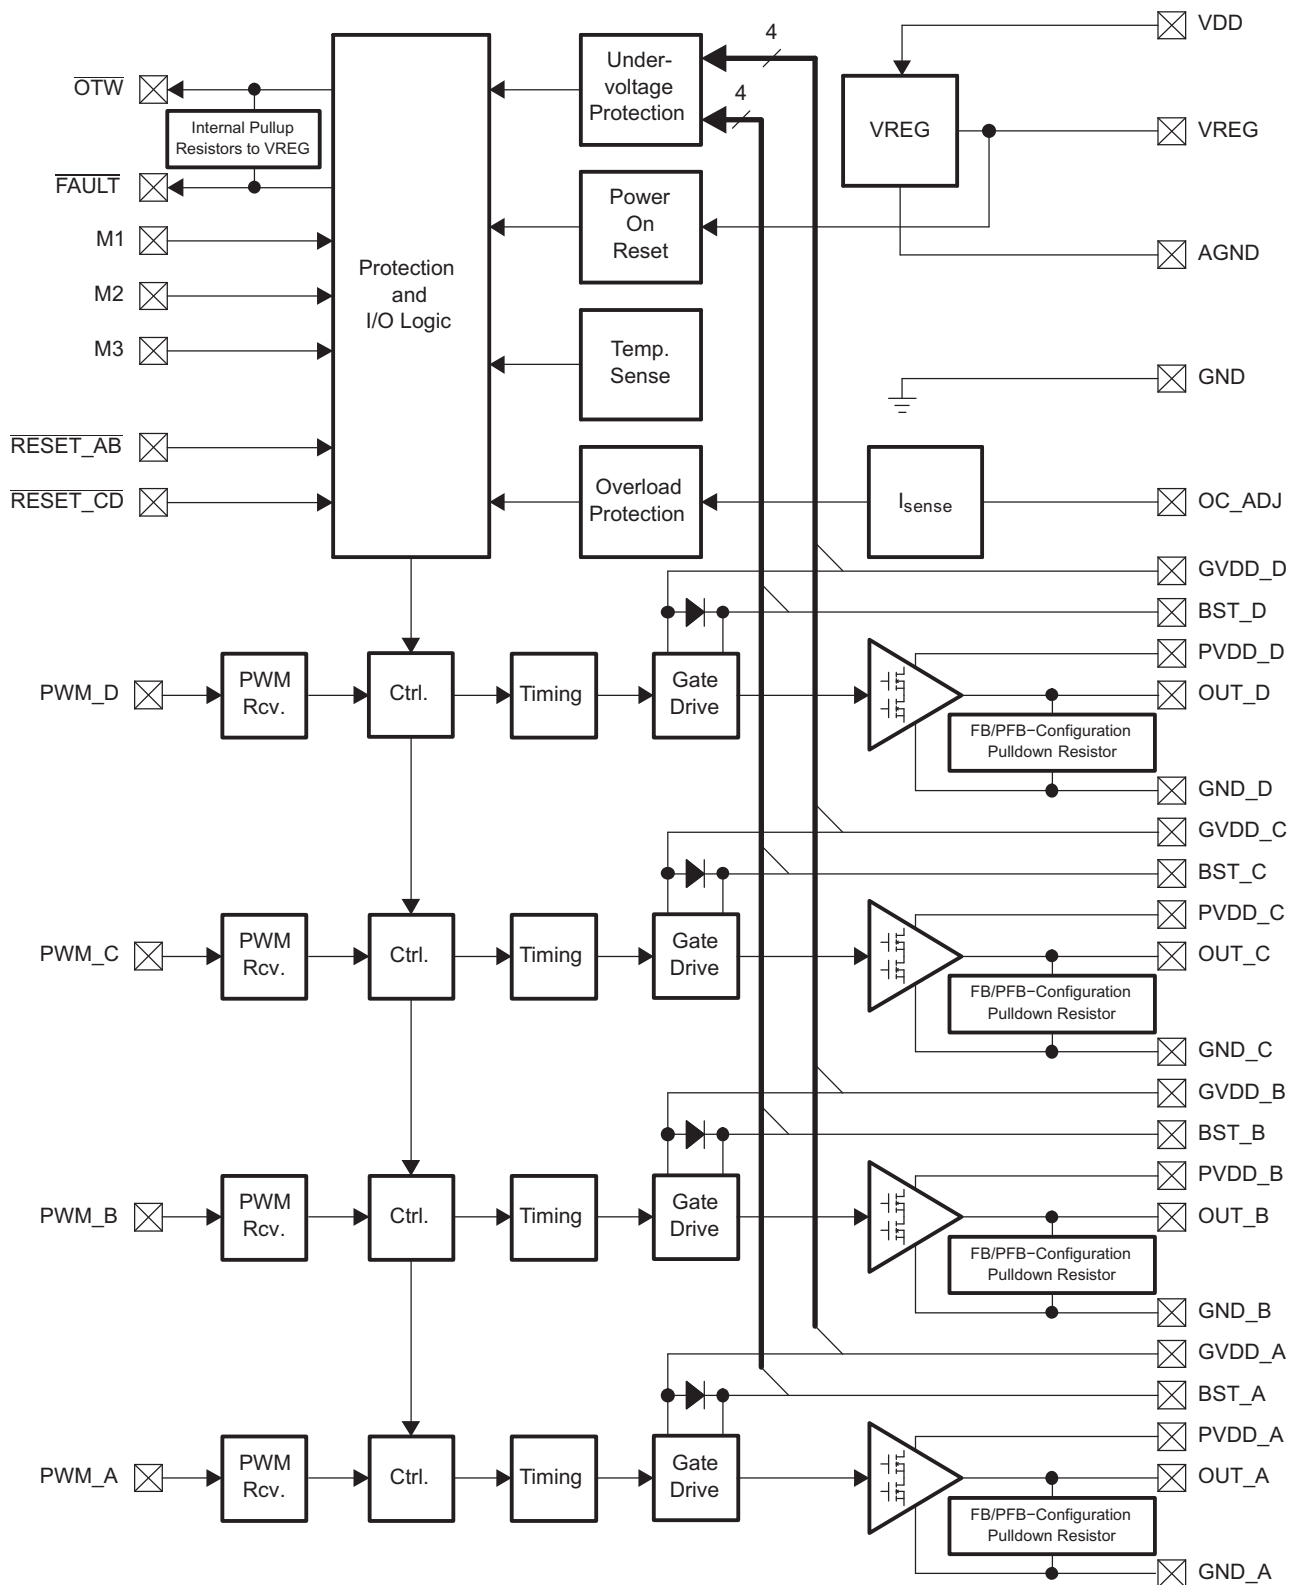 4
VDD
Under-
voltage
Protection
OTW
4
Internal Pullup
Resistors to VREG
VREG
VREG
FAULT
Power
On
Reset
M1
AGND
Protection
and
I/O Logic
M2
M3
Temp.
Sense
GND
RESET_AB
RESET_CD
Overload
Protection
Isense
OC_ADJ
GVDD_D
BST_D
PVDD_D
PWM_D
PWM
Rcv.
Ctrl.
Timing
Gate
Drive
OUT_D
FB/PFB−Configuration
Pulldown Resistor
GND_D
GVDD_C
BST_C
PVDD_C
PWM_C
PWM
Rcv.
Ctrl.
Timing
Gate
Drive
OUT_C
FB/PFB−Configuration
Pulldown Resistor
GND_C
GVDD_B
BST_B
PVDD_B
PWM_B
PWM
Rcv.
Ctrl.
Timing
Gate
Drive
OUT_B
FB/PFB−Configuration
Pulldown Resistor
GND_B
GVDD_A
BST_A
PVDD_A
PWM_A
PWM
Rcv.
Ctrl.
Timing
Gate
Drive
OUT_A
FB/PFB−Configuration
Pulldown Resistor
GND_A